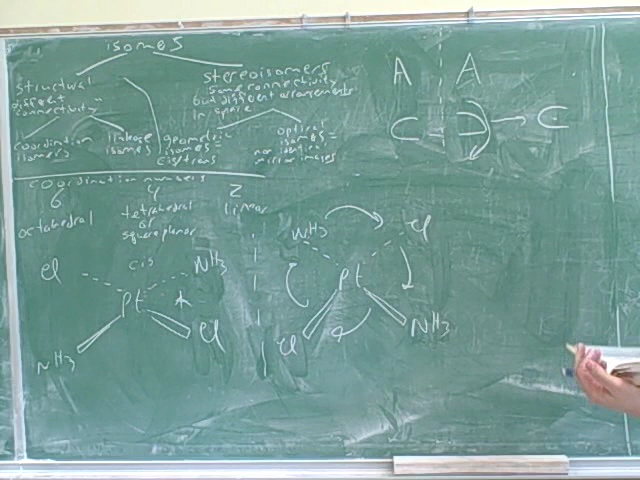 isomers
structural
different
connectivity
stereoisomers
same connectivity
but different arrangements
in space
coordination
isomers
linkage
isomers
geometric
isomers =
cis/trans
optical
isomers =
non identical
mirror images
coordination numbers
6
4
2
octahedral
tetrahedral
or
square planar
linear
A
A
C
C
cis
Cl
NH3
Pt
NH3
Cl
NH3
Cl
Pt
Cl
NH3